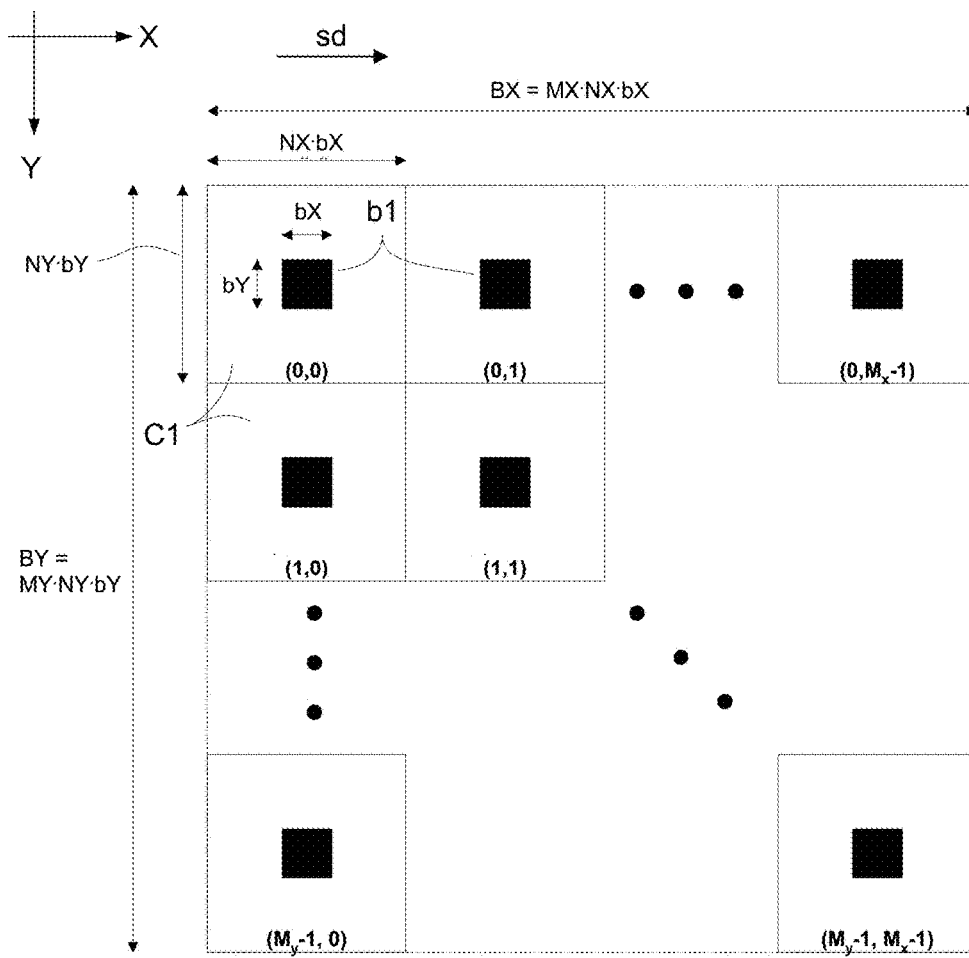 X
sd
BX = MX·NX·bX
Y
NX·bX
bX
b1
NY·bY
bY
(0,0)
(0,1)
(0,Mx-1)
C1
(1,0)
(1,1)
BY =
MY·NY·bY
(My-1, 0)
(My-1, Mx-1)